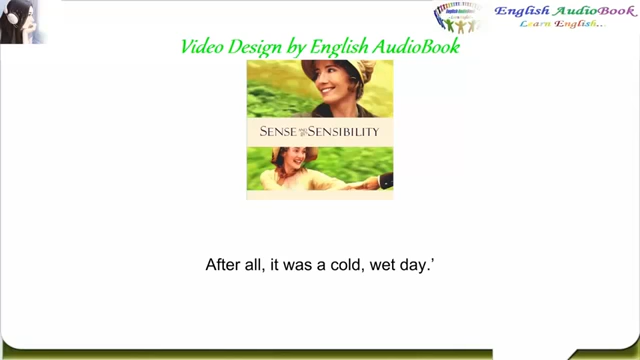 English AudioBook
Learn English...
Video Design by English AudioBook
SENSE AND SENSIBILITY
After all, it was a cold, wet day.’